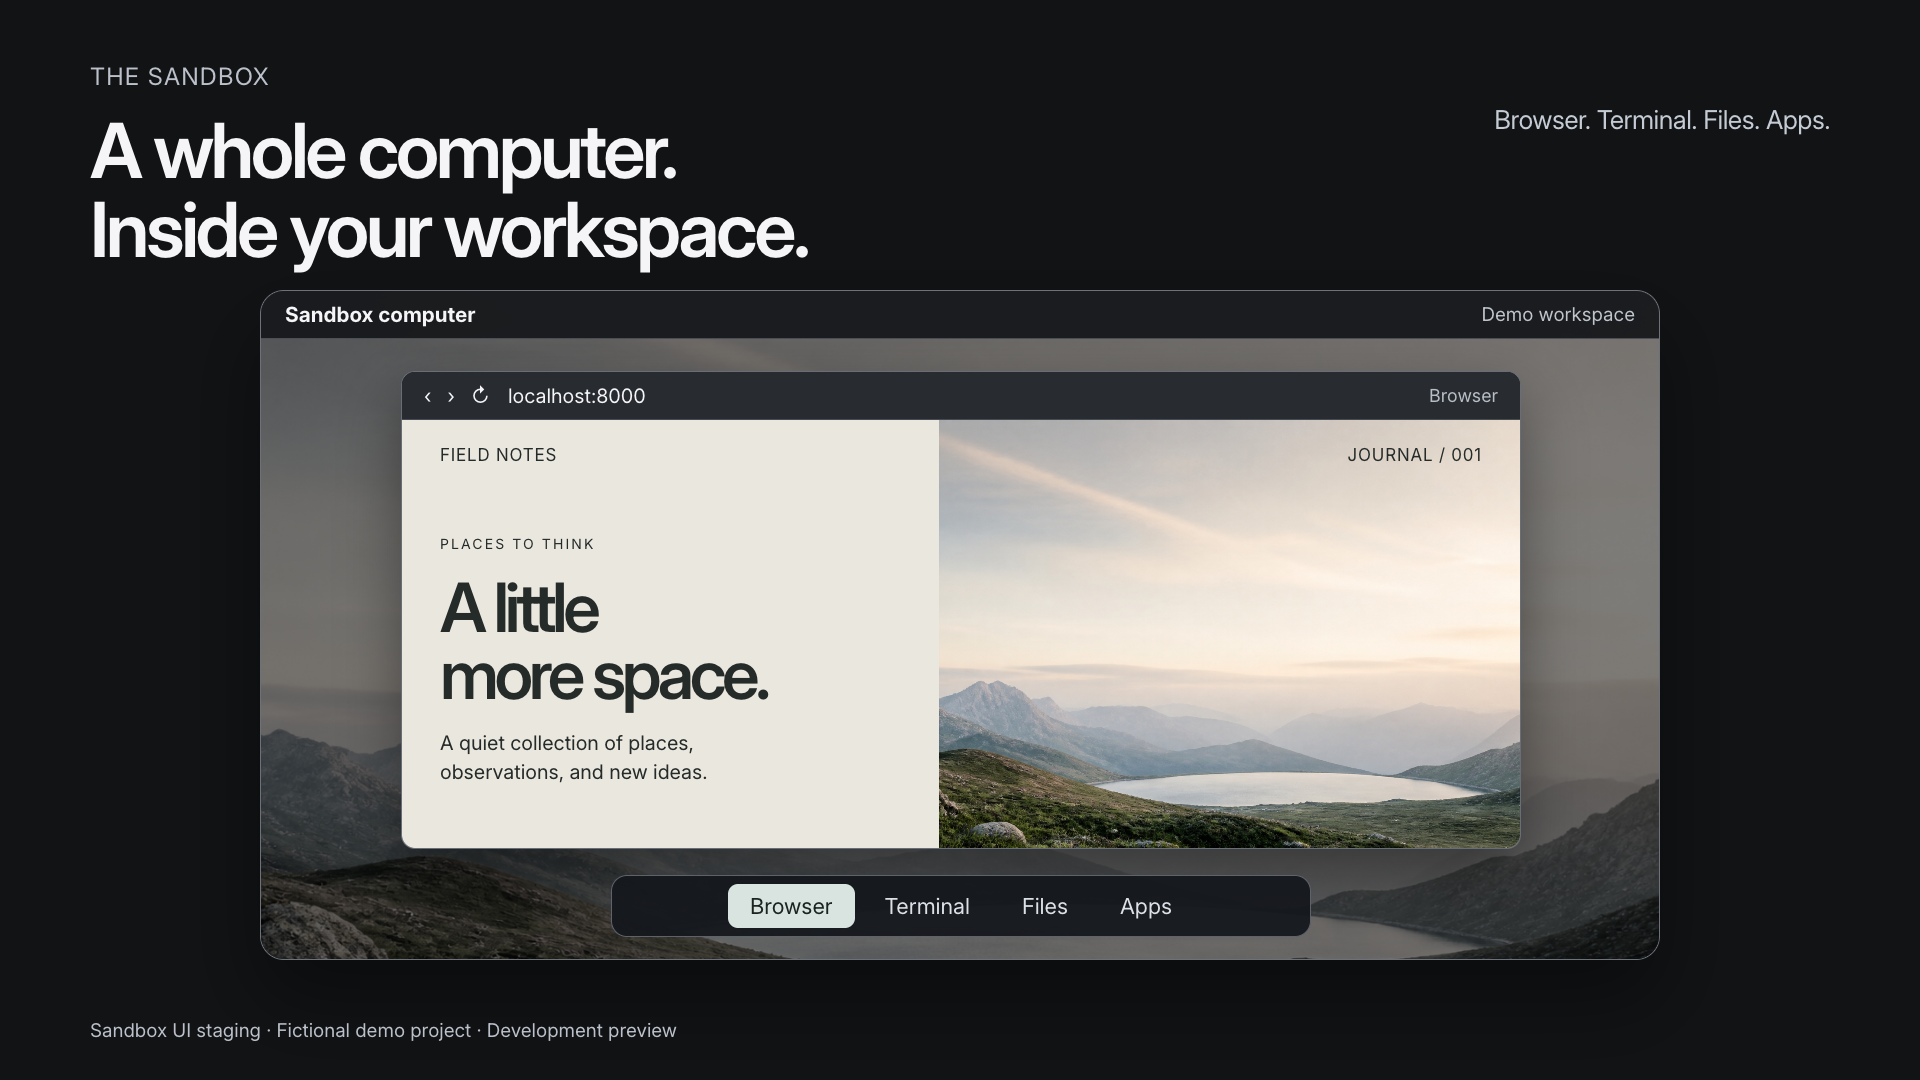 THE SANDBOX
A whole computer.
Inside your workspace.
Browser. Terminal. Files. Apps.
Sandbox computer
Demo workspace
‹ › localhost:8000
Browser
FIELD NOTES
JOURNAL / 001
PLACES TO THINK
A little
more space.
A quiet collection of places,
observations, and new ideas.
Browser Terminal Files Apps
Sandbox UI staging · Fictional demo project · Development preview